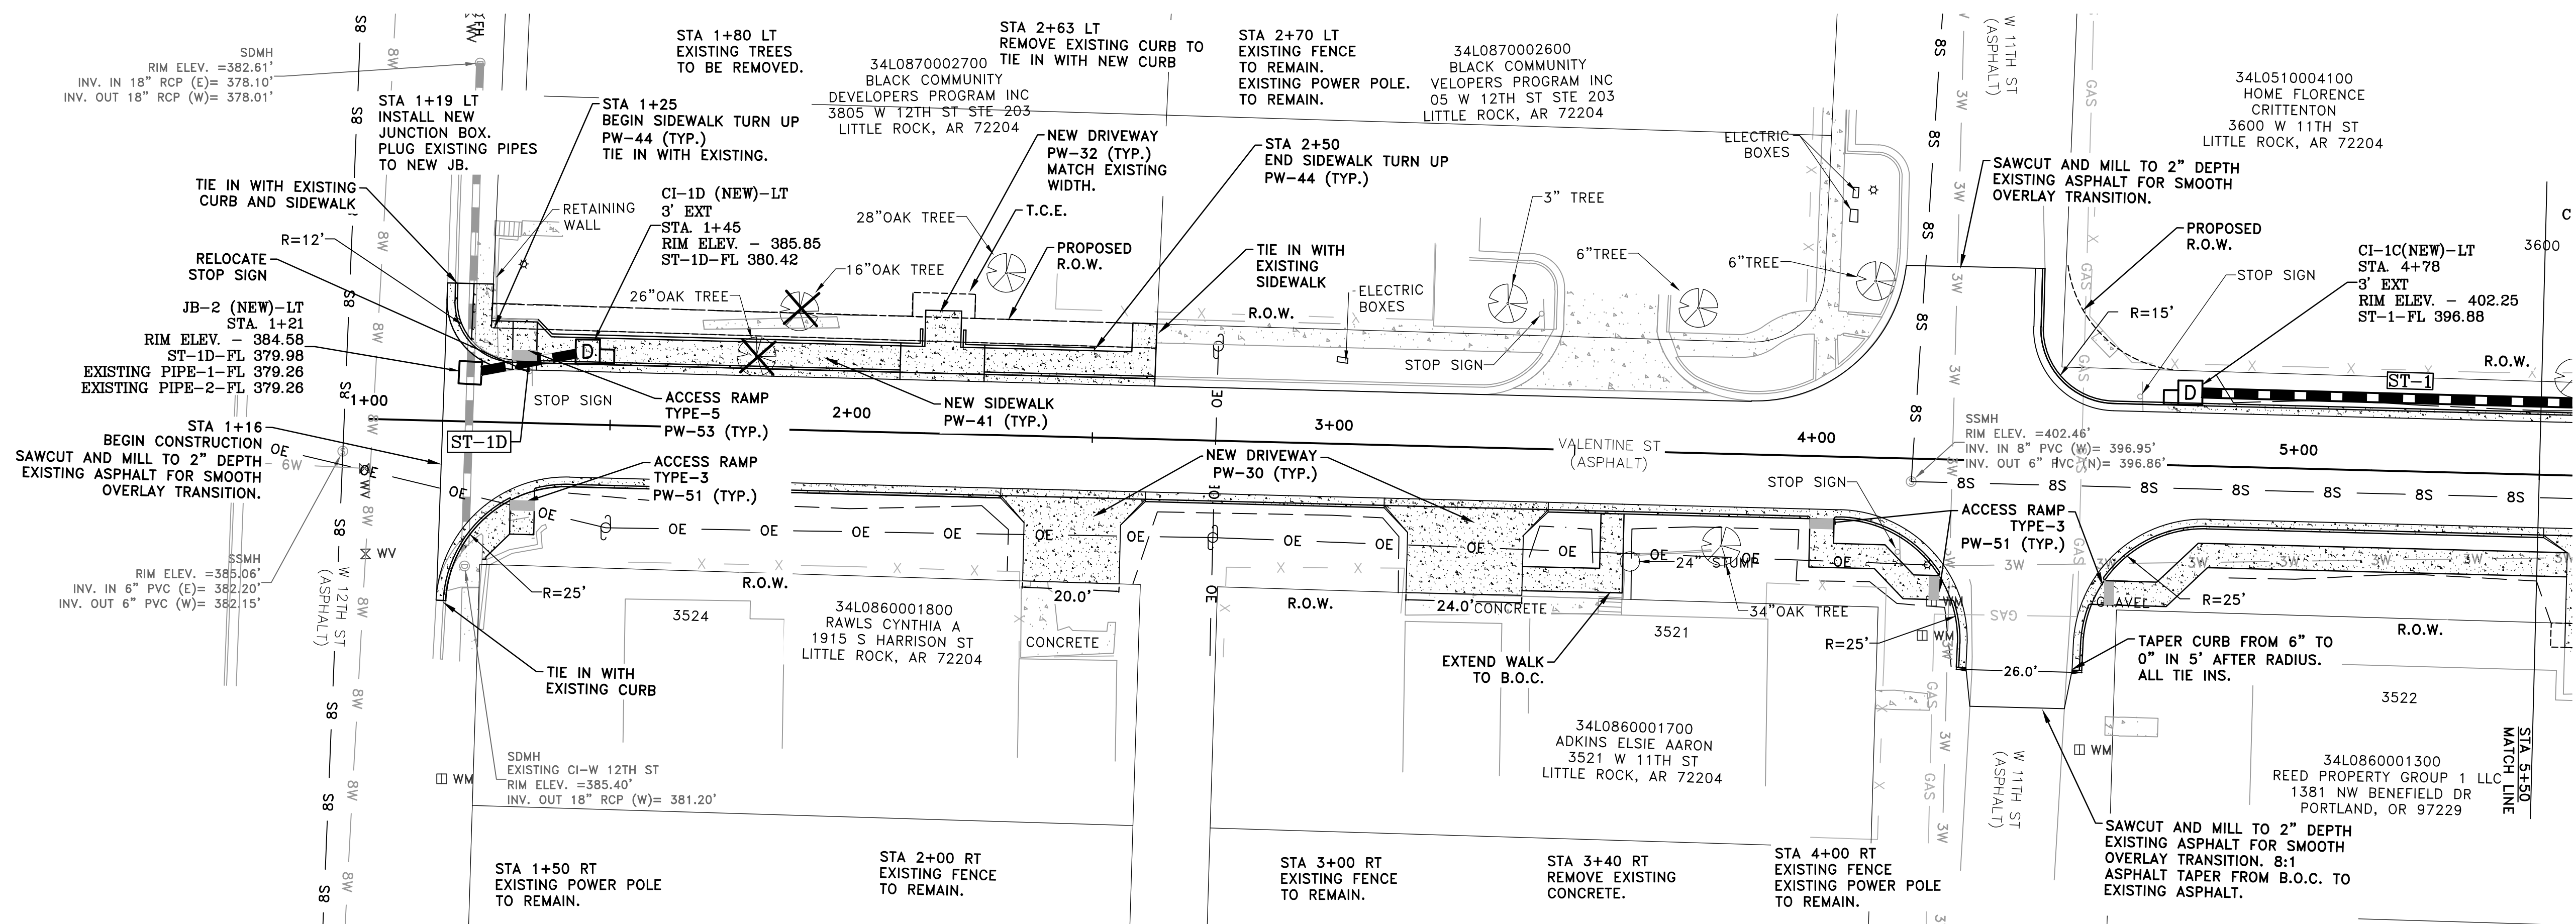 SDMH
RIM ELEV. =382.61'
INV. IN 18" RCP (E)= 378.10'
INV. OUT 18" RCP (W)= 378.01'
STA 1+19 LT
INSTALL NEW
JUNCTION BOX.
PLUG EXISTING PIPES
TO NEW JB.
STA 1+80 LT
EXISTING TREES
TO BE REMOVED.
34L0870002700
BLACK COMMUNITY
DEVELOPERS PROGRAM INC
3805 W 12TH ST STE 203
LITTLE ROCK, AR 72204
STA 2+63 LT
REMOVE EXISTING CURB TO
TIE IN WITH NEW CURB
STA 2+70 LT
EXISTING FENCE
TO REMAIN.
EXISTING POWER POLE.
TO REMAIN.
34L0870002600
BLACK COMMUNITY
VELOPERS PROGRAM INC
05 W 12TH ST STE 203
LITTLE ROCK, AR 72204
W 11TH ST
(ASPHALT)
34L0510004100
HOME FLORENCE
CRITTENTON
3600 W 11TH ST
LITTLE ROCK, AR 72204
STA 1+25
BEGIN SIDEWALK TURN UP
PW-44 (TYP.)
TIE IN WITH EXISTING.
NEW DRIVEWAY
PW-32 (TYP.)
MATCH EXISTING
WIDTH.
STA 2+50
END SIDEWALK TURN UP
PW-44 (TYP.)
ELECTRIC
BOXES
SAWCUT AND MILL TO 2" DEPTH
EXISTING ASPHALT FOR SMOOTH
OVERLAY TRANSITION.
TIE IN WITH EXISTING
CURB AND SIDEWALK
RETAINING
WALL
CI-1D (NEW)-LT
3' EXT
STA. 1+45
RIM ELEV. - 385.85
ST-1D-FL 380.42
28"OAK TREE
T.C.E.
PROPOSED
R.O.W.
TIE IN WITH
EXISTING
SIDEWALK
3" TREE
6"TREE
6"TREE
PROPOSED
R.O.W.
C
3600
R=12'
RELOCATE
STOP SIGN
16"OAK TREE
26"OAK TREE
ELECTRIC
BOXES
R.O.W.
STOP SIGN
STOP SIGN
R=15'
CI-1C(NEW)-LT
STA. 4+78
3' EXT
RIM ELEV. - 402.25
ST-1-FL 396.88
JB-2 (NEW)-LT
STA. 1+21
RIM ELEV. - 384.58
ST-1D-FL 379.98
EXISTING PIPE-1-FL 379.26
EXISTING PIPE-2-FL 379.26
D
D
ST-1
R.O.W.
1+00
STOP SIGN
ACCESS RAMP
TYPE-5
PW-53 (TYP.)
2+00
NEW SIDEWALK
PW-41 (TYP.)
3+00
VALENTINE ST
(ASPHALT)
4+00
5+00
SSMH
RIM ELEV. =402.46'
INV. IN 8" PVC (W)= 396.95'
INV. OUT 6" PVC (N)= 396.86'
STA 1+16
BEGIN CONSTRUCTION
SAWCUT AND MILL TO 2" DEPTH
EXISTING ASPHALT FOR SMOOTH
OVERLAY TRANSITION.
ST-1D
ACCESS RAMP
TYPE-3
PW-51 (TYP.)
NEW DRIVEWAY
PW-30 (TYP.)
STOP SIGN
ACCESS RAMP
TYPE-3
PW-51 (TYP.)
SSMH
RIM ELEV. =385.06'
INV. IN 6" PVC (E)= 382.20'
INV. OUT 6" PVC (W)= 382.15'
WV
W 12TH ST
(ASPHALT)
R=25'
R.O.W.
20.0'
R.O.W.
24.0'
CONCRETE
24" STUMP
34"OAK TREE
WM
WM
GRAVEL
R=25'
R.O.W.
3524
34L0860001800
RAWLS CYNTHIA A
1915 S HARRISON ST
LITTLE ROCK, AR 72204
CONCRETE
3521
R=25'
26.0'
TAPER CURB FROM 6" TO
0" IN 5' AFTER RADIUS.
ALL TIE INS.
TIE IN WITH
EXISTING CURB
EXTEND WALK
TO B.O.C.
3522
34L0860001700
ADKINS ELSIE AARON
3521 W 11TH ST
LITTLE ROCK, AR 72204
W 11TH ST
(ASPHALT)
WM
34L0860001300
REED PROPERTY GROUP 1 LLC
1381 NW BENEFIELD DR
PORTLAND, OR 97229
STA 5+50
MATCH LINE
WM
SDMH
EXISTING CI-W 12TH ST
RIM ELEV. =385.40'
INV. OUT 18" RCP (W)= 381.20'
STA 1+50 RT
EXISTING POWER POLE
TO REMAIN.
STA 2+00 RT
EXISTING FENCE
TO REMAIN.
STA 3+00 RT
EXISTING FENCE
TO REMAIN.
STA 3+40 RT
REMOVE EXISTING
CONCRETE.
STA 4+00 RT
EXISTING FENCE
EXISTING POWER POLE
TO REMAIN.
SAWCUT AND MILL TO 2" DEPTH
EXISTING ASPHALT FOR SMOOTH
OVERLAY TRANSITION. 8:1
ASPHALT TAPER FROM B.O.C. TO
EXISTING ASPHALT.